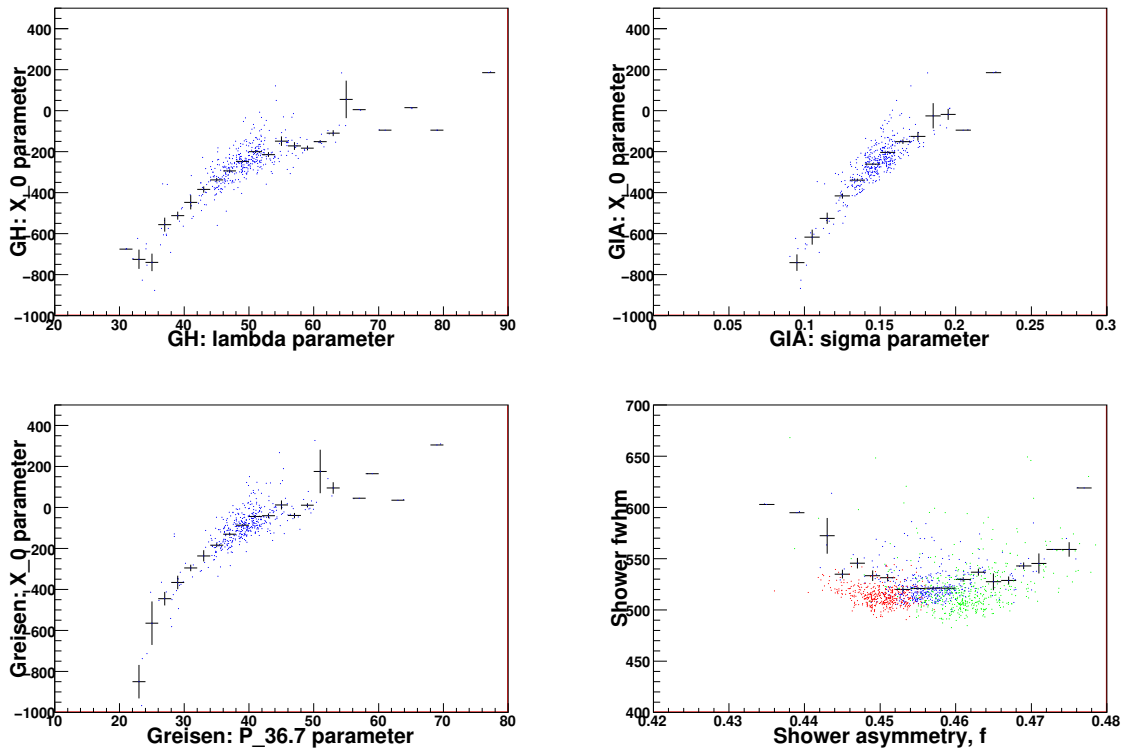 GH: X_0 parameter
400
200
0
−200
−400
−600
−800
−1000
20 30 40 50 60 70 80 90
GH: lambda parameter
GIA: X_0 parameter
400
200
0
−200
−400
−600
−800
−1000
0 0.05 0.1 0.15 0.2 0.25 0.3
GIA: sigma parameter
Greisen: X_0 parameter
400
200
0
−200
−400
−600
−800
−1000
10 20 30 40 50 60 70 80
Greisen: P_36.7 parameter
Shower fwhm
700
650
600
550
500
450
400
0.42 0.43 0.44 0.45 0.46 0.47 0.48
Shower asymmetry, f